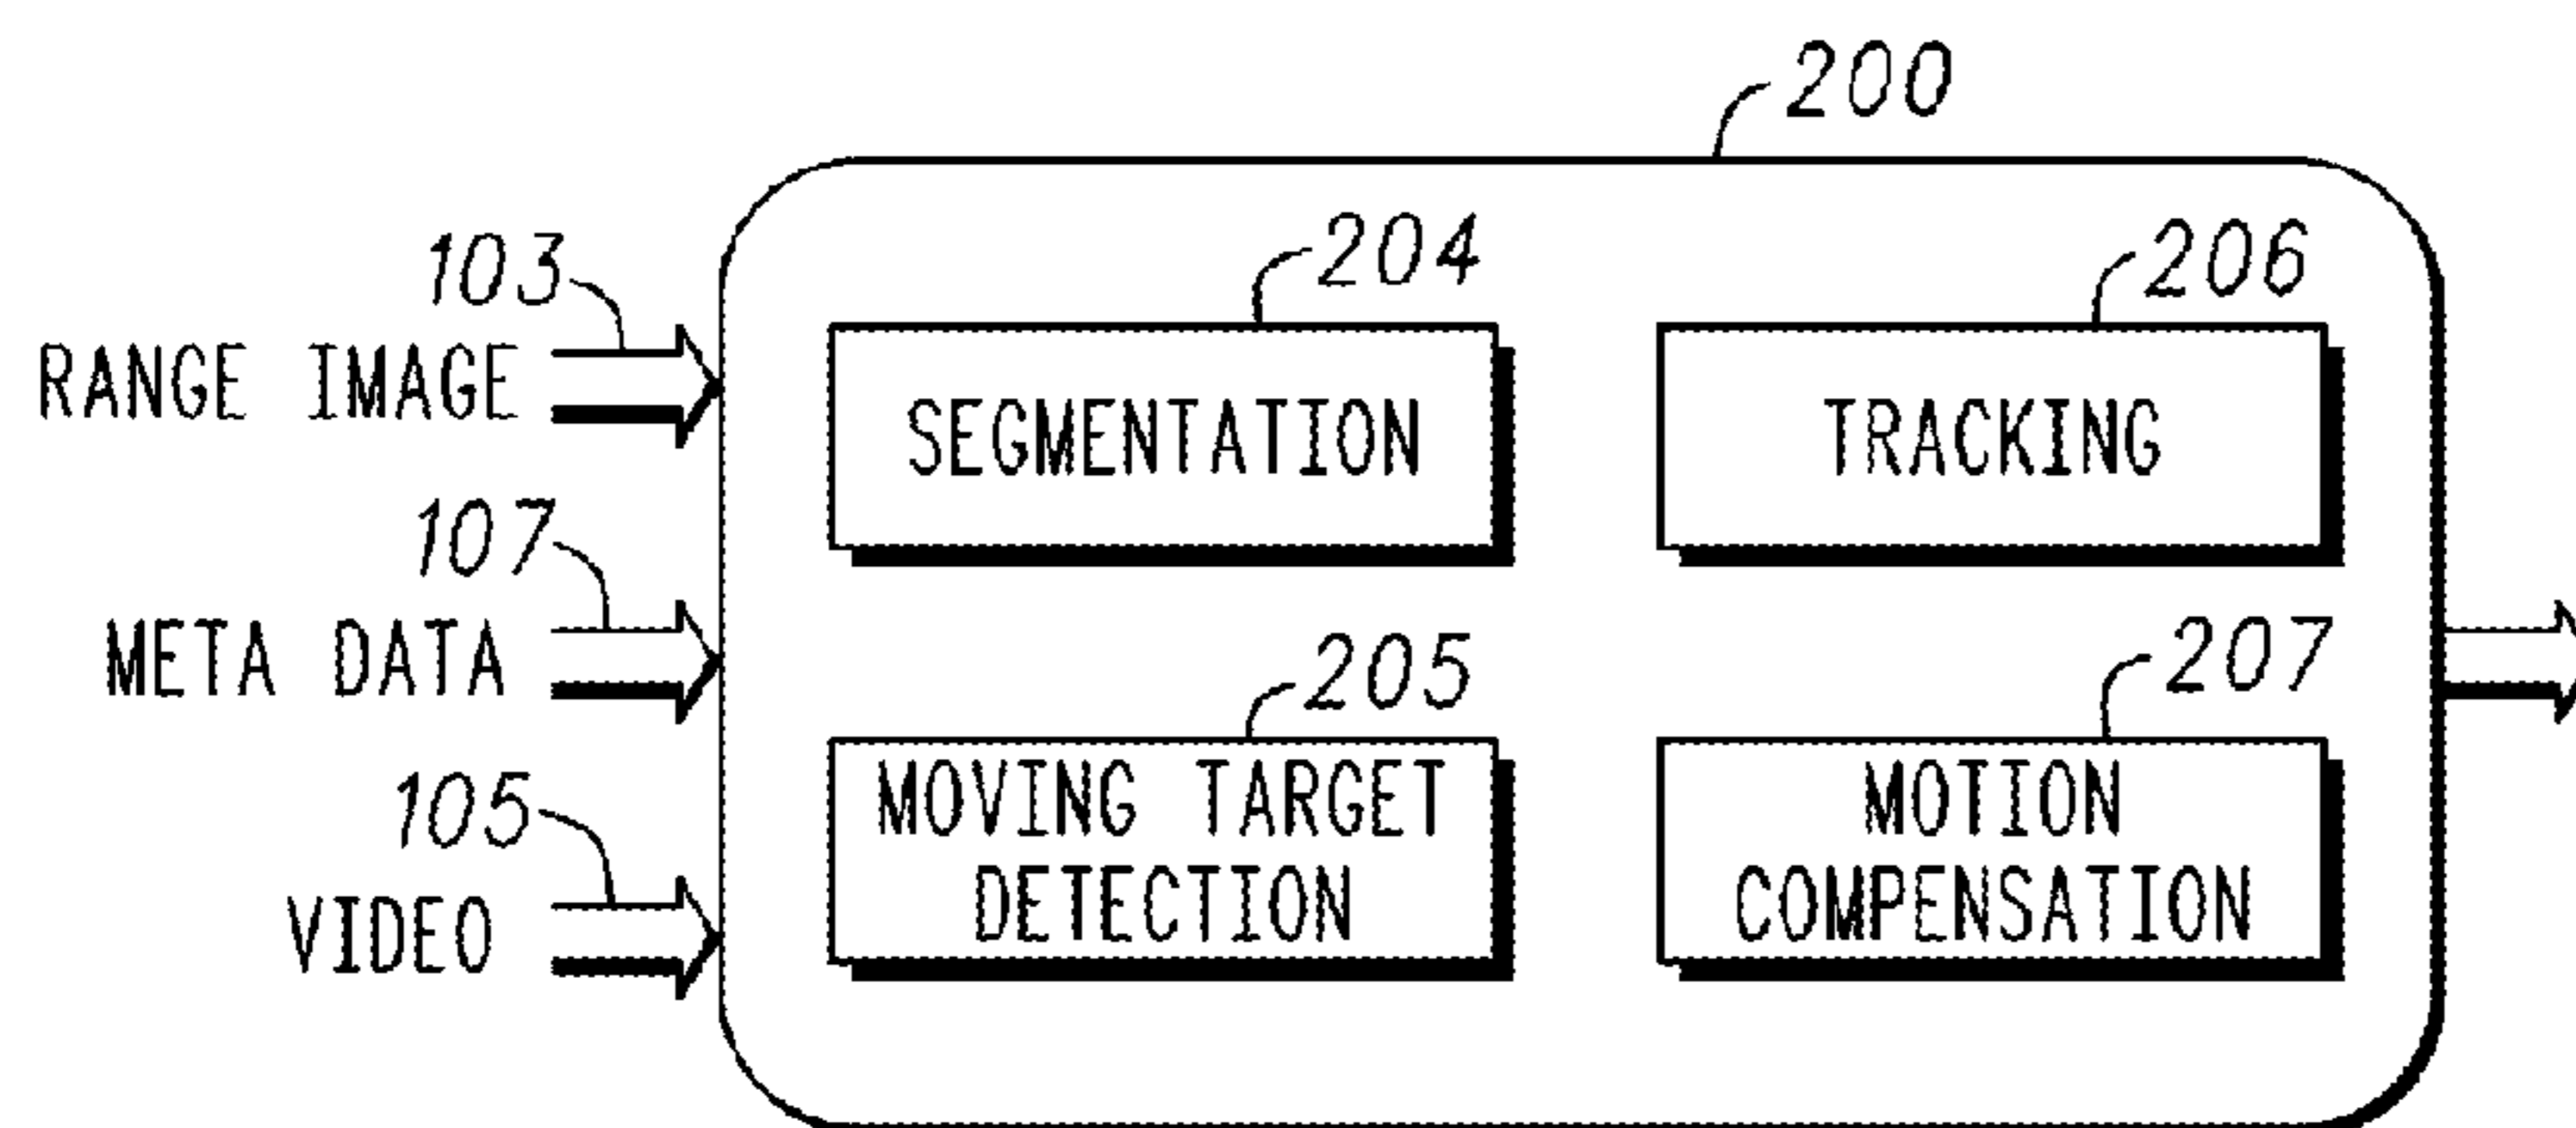 200
103
RANGE IMAGE
204
SEGMENTATION
206
TRACKING
107
META DATA
205
MOVING TARGET
DETECTION
207
MOTION
COMPENSATION
105
VIDEO